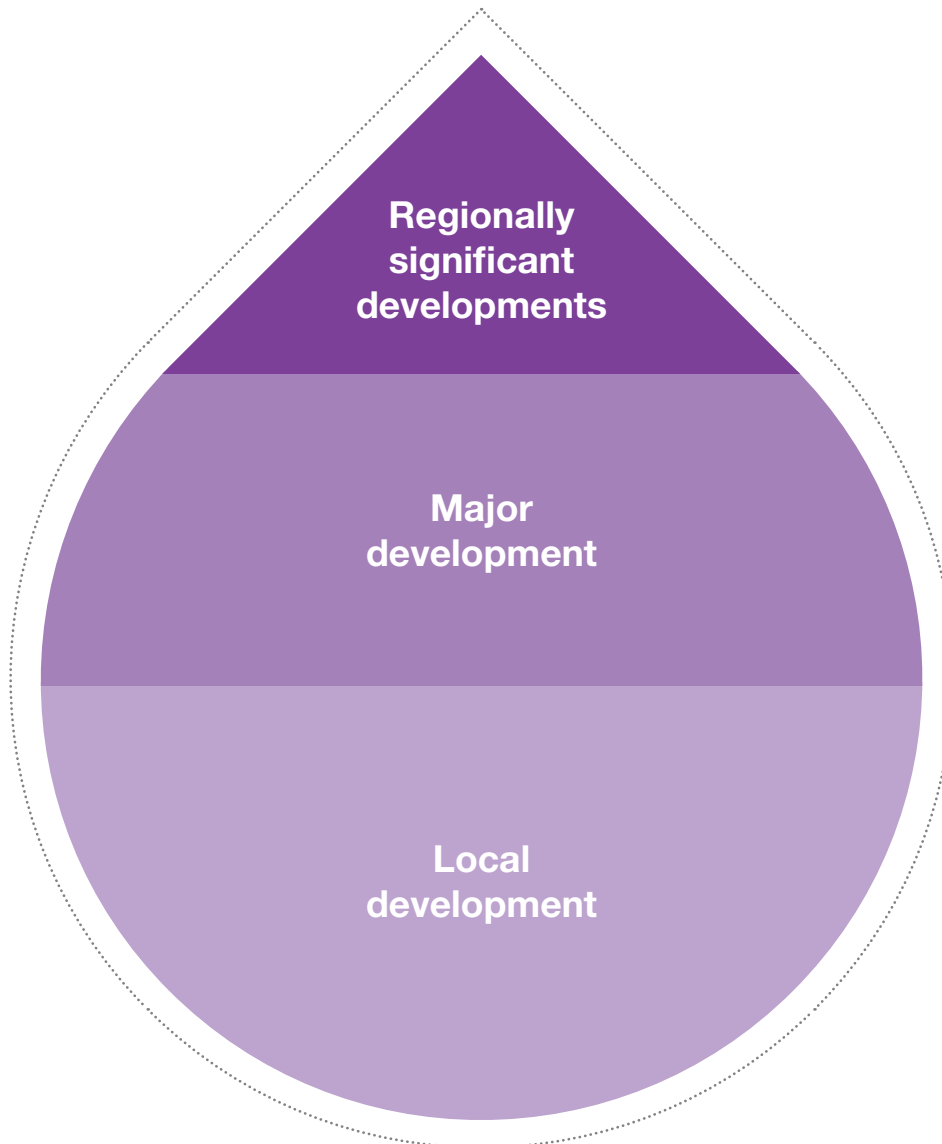 Regionally
significant
developments
Major
development
Local
development